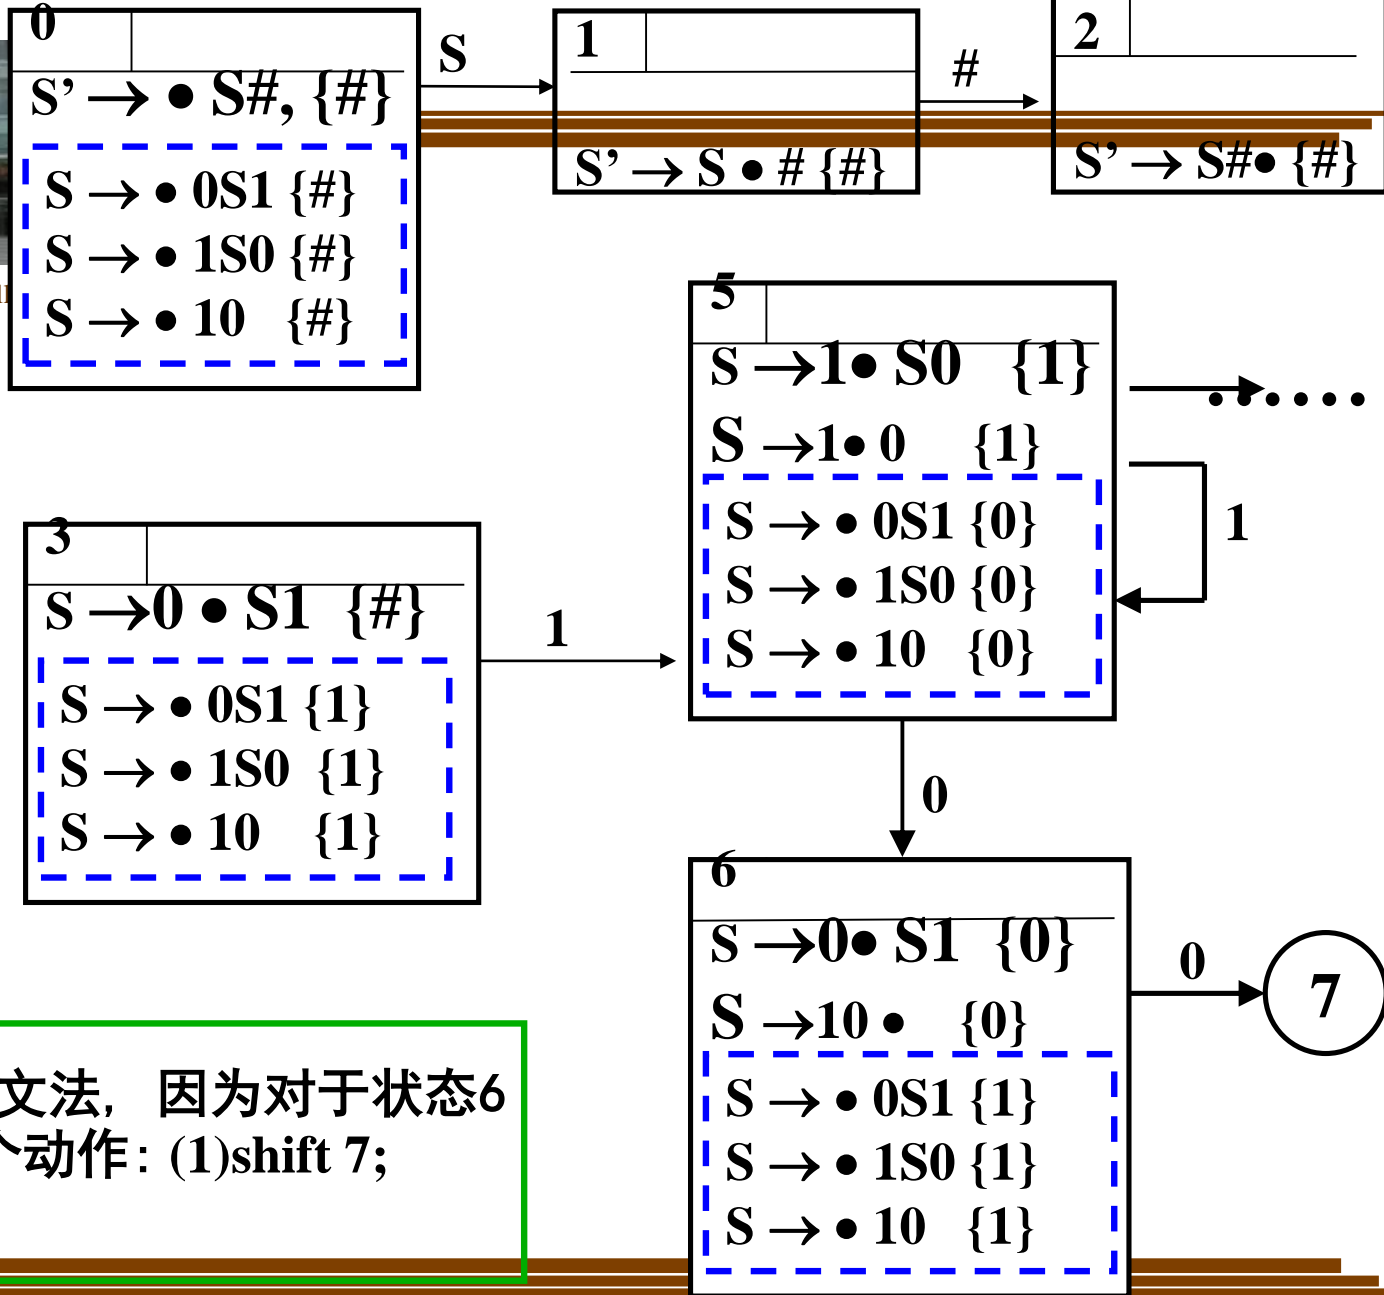 0
S’ → • S#, {#}
S → • 0S1 {#}
S → • 1S0 {#}
S → • 10 {#}
S
1
S’ → S • # {#}
#
2
S’ → S#• {#}
5
S →1• S0 {1}
S →1• 0 {1}
S → • 0S1 {0}
S → • 1S0 {0}
S → • 10 {0}
••••••
1
3
S →0 • S1 {#}
S → • 0S1 {1}
S → • 1S0 {1}
S → • 10 {1}
1
0
6
S →0• S1 {0}
S →10 • {0}
S → • 0S1 {1}
S → • 1S0 {1}
S → • 10 {1}
0
7
文法, 因为对于状态6
个动作: (1)shift 7;